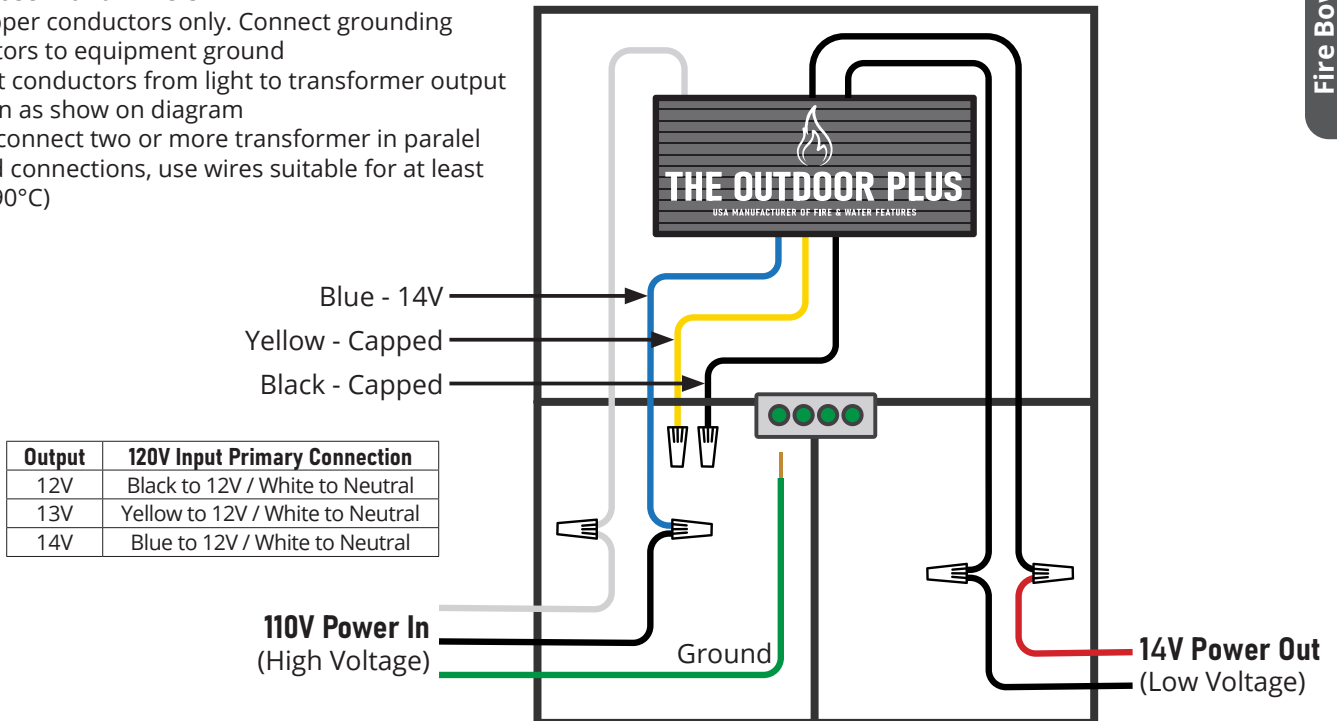 per conductors only. Connect grounding
tors to equipment ground
t conductors from light to transformer output
n as show on diagram
connect two or more transformer in paralel
d connections, use wires suitable for at least
90°C)
Fire Bo
THE OUTDOOR PLUS
USA MANUFACTURER OF FIRE & WATER FEATURES
Blue - 14V
Yellow - Capped
Black - Capped
Output 120V Input Primary Connection
12V Black to 12V / White to Neutral
13V Yellow to 12V / White to Neutral
14V Blue to 12V / White to Neutral
110V Power In
(High Voltage)
Ground
14V Power Out
(Low Voltage)